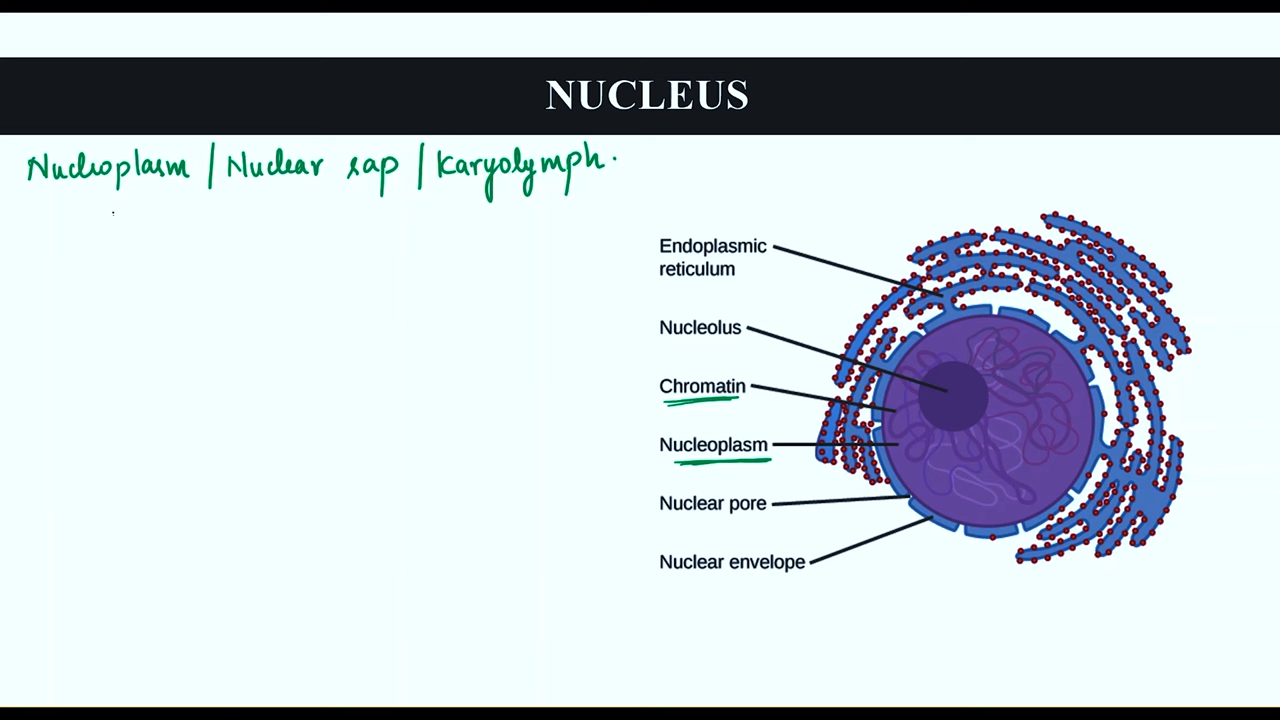 NUCLEUS
Nucleoplasm / Nuclear sap / Karyolymph.
Endoplasmic
reticulum
Nucleolus
Chromatin
Nucleoplasm
Nuclear pore
Nuclear envelope